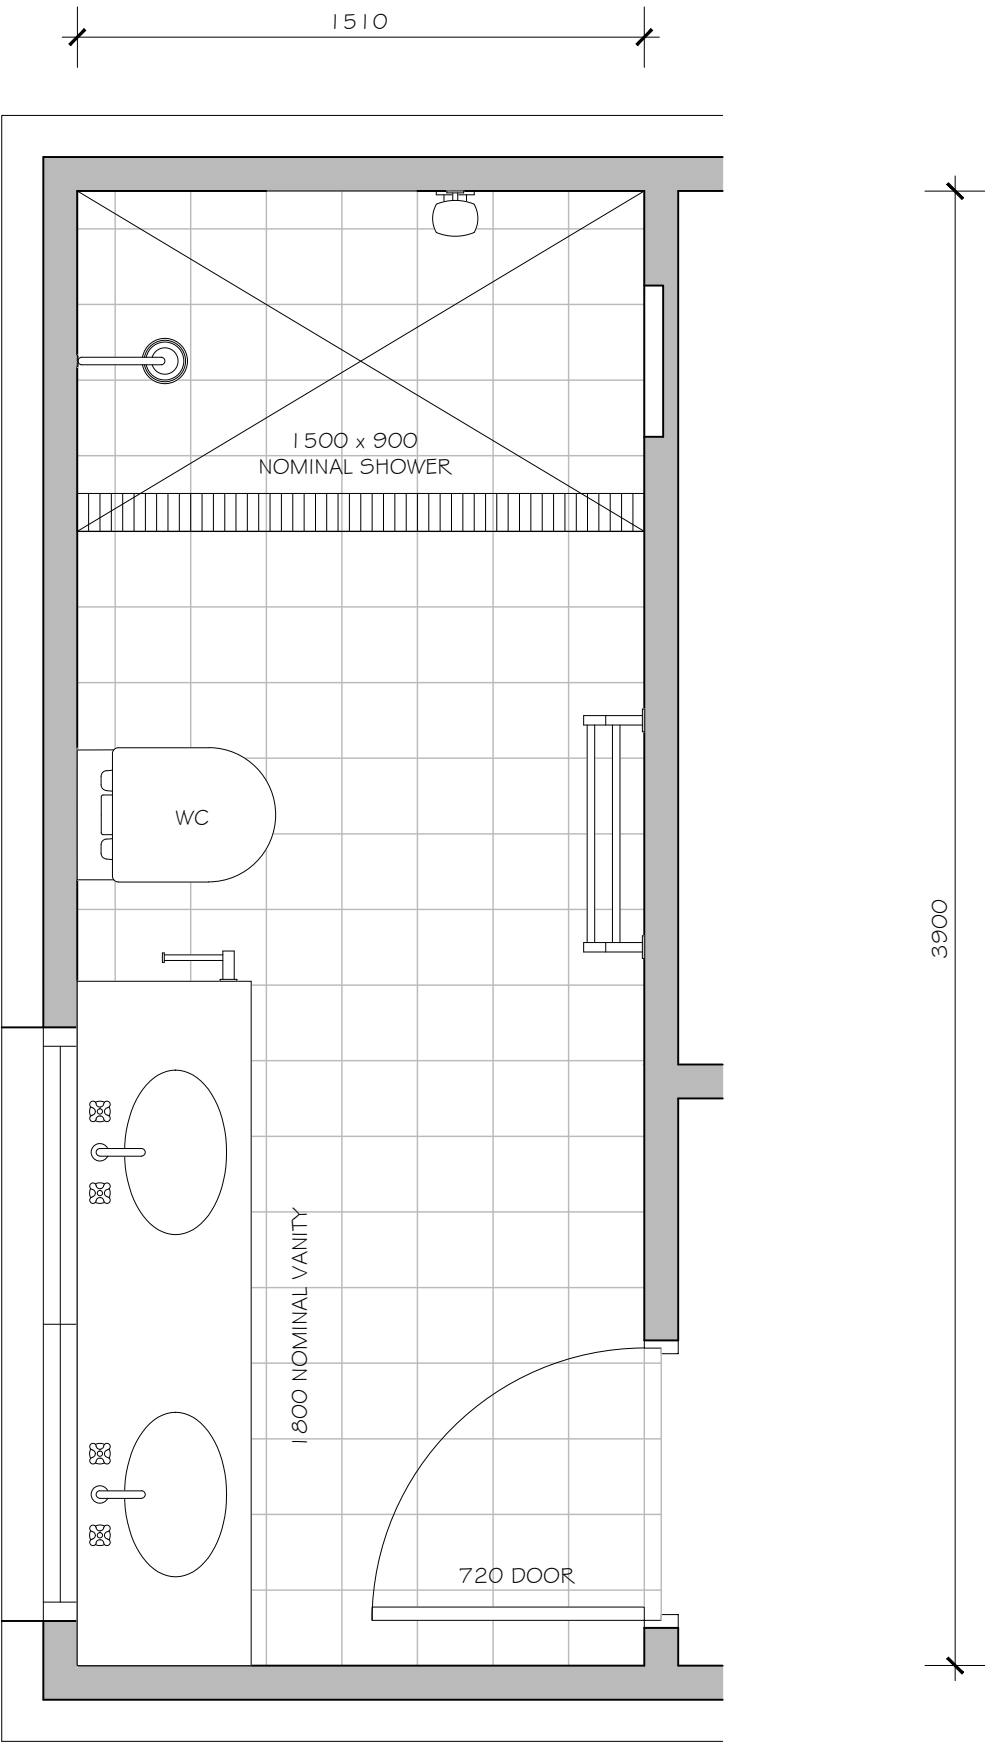 1510
1500 x 900
NOMINAL SHOWER
WC
3900
1800 NOMINAL VANITY
720 DOOR